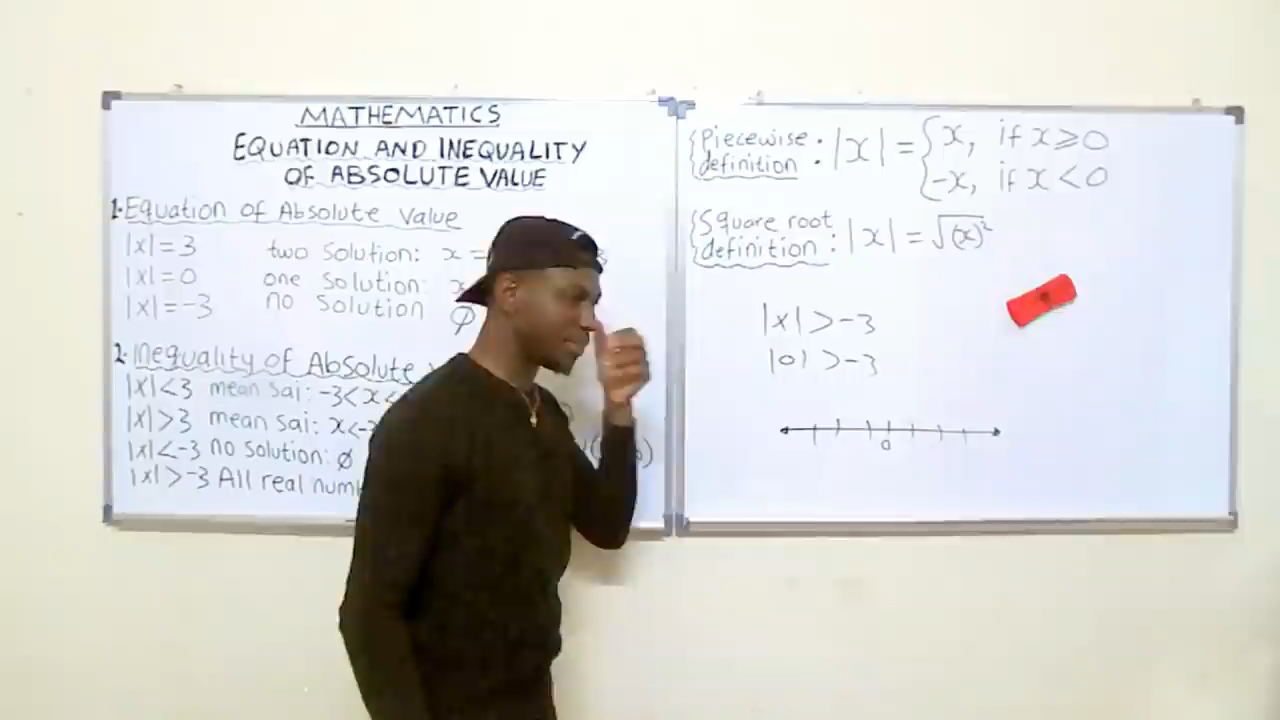 MATHEMATICS
EQUATION AND INEQUALITY
OF ABSOLUTE VALUE
1. Equation of Absolute Value
|x|=3 two solution: x =
|x|=0 one solution:
|x|=-3 no solution ∅
2. Inequality of Absolute
|x|<3 mean sai: -3<x<
|x|>3 mean sai: x<-
|x|<-3 no solution: ∅
|x|>-3 All real
Piecewise definition: |x| = { x, if x ≥ 0
-x, if x < 0
Square root definition: |x| = √(x)²
|x| > -3
|0| > -3
0